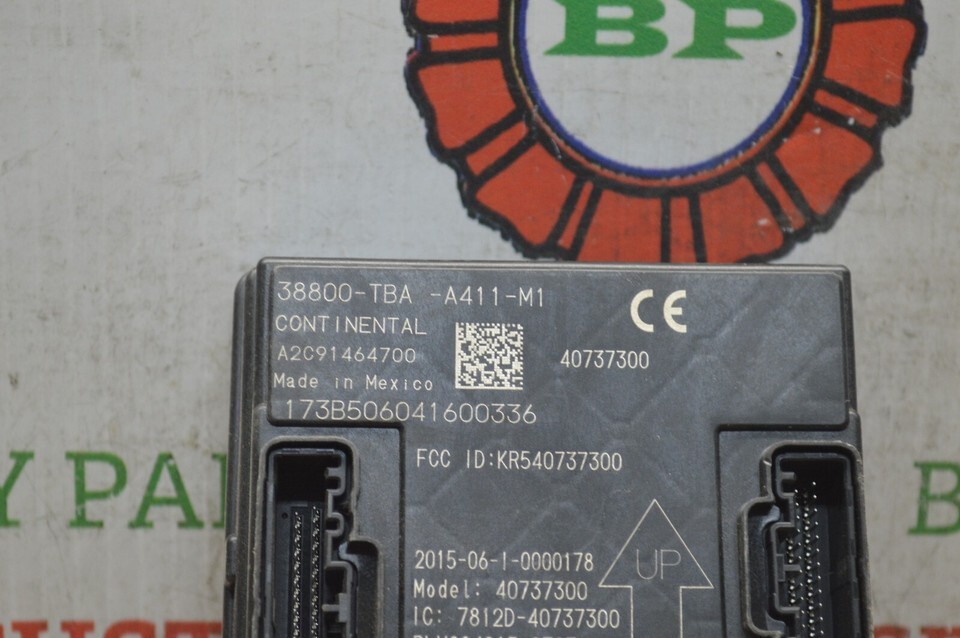 BP
38800-TBA -A411-M1
CONTINENTAL
A2C91464700
Made in Mexico
173B506041600336
CE
40737300
FCC ID:KR540737300
2015-06-I-0000178
Model: 40737300
IC: 7812D-40737300
UP
Y PA
B